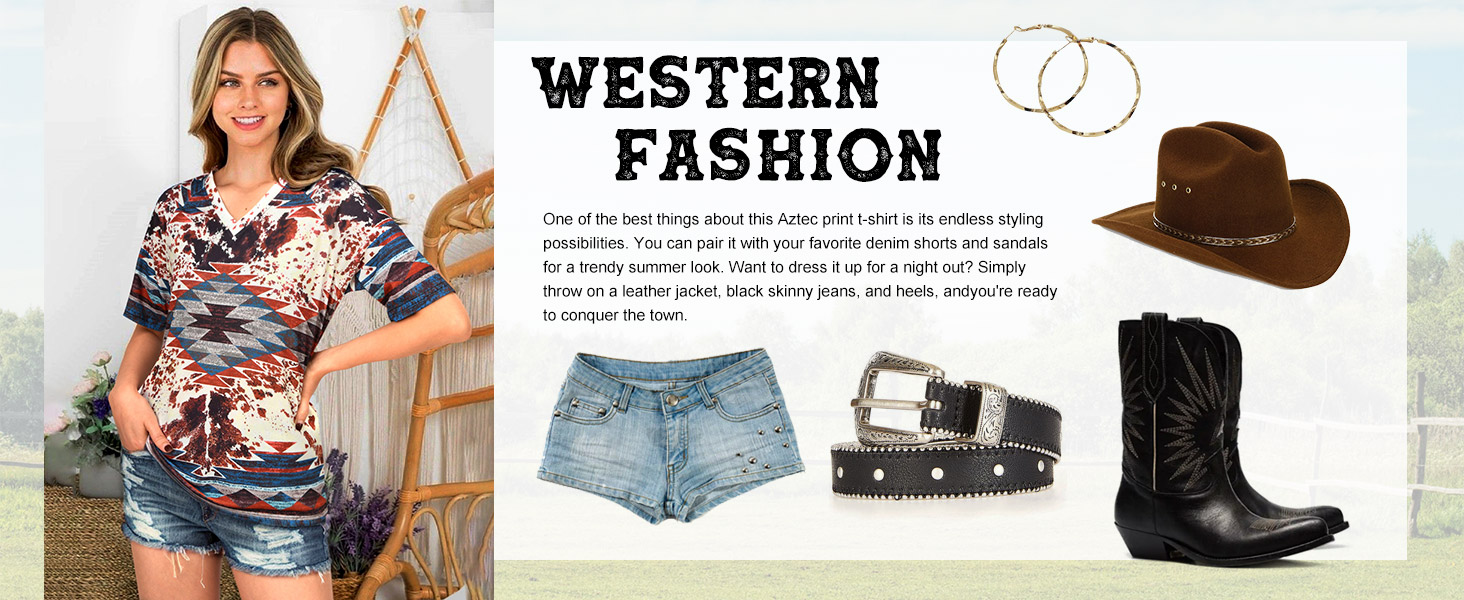 WESTERN
FASHION
One of the best things about this Aztec print t-shirt is its endless styling
possibilities. You can pair it with your favorite denim shorts and sandals
for a trendy summer look. Want to dress it up for a night out? Simply
throw on a leather jacket, black skinny jeans, and heels, andyou're ready
to conquer the town.